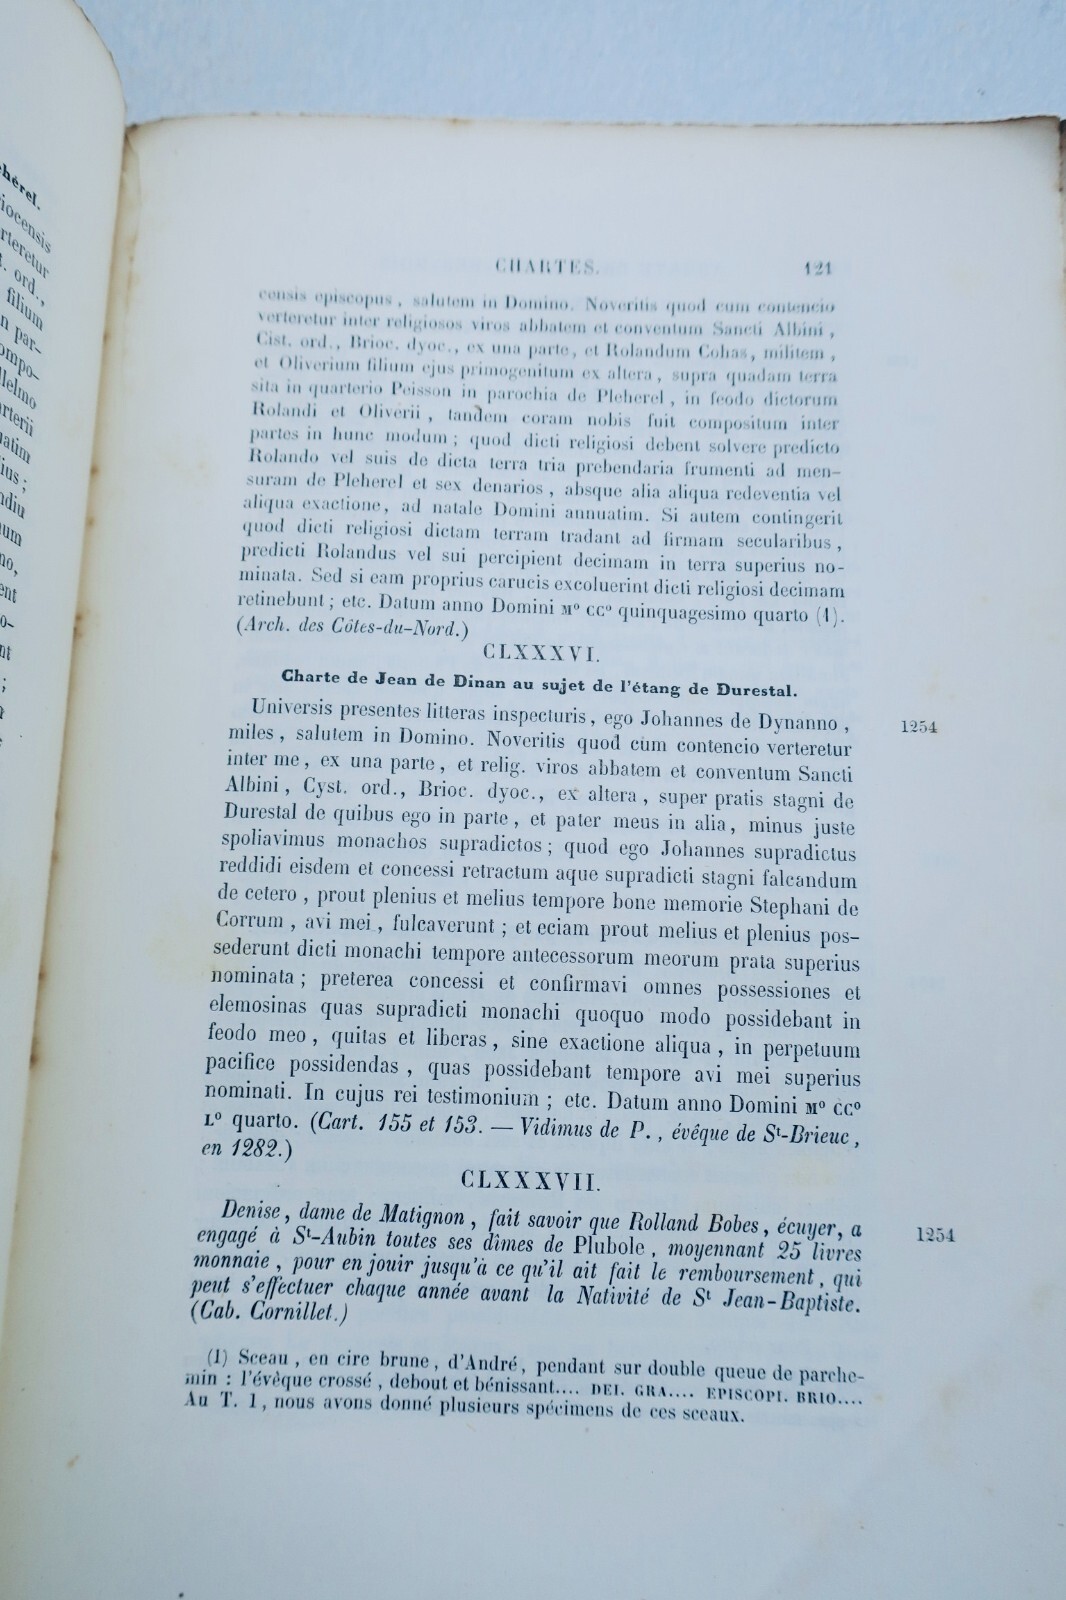 hérel.
iocensis
rteretur
. ord.,
filium
n par-
ompo-
llelmo
rterii
natim
ius ;
ndiu
num
no,
ent
o-
nt
;
CHARTES. 121
censis episcopus , salutem in Domino. Noveritis quod cum contencio
verteretur inter religiosos viros abbatem et conventum Sancti Albini ,
Cist. ord., Brioc. dyoc., ex una parte, et Rolandum Cohas, militem ,
et Oliverium filium ejus primogenitum ex altera , supra quadam terra
sita in quarterio Peisson in parochia de Pleherel , in feodo dictorum
Rolandi et Oliverii , tandem coram nobis fuit compositum inter
partes in hunc modum ; quod dicti religiosi debent solvere predicto
Rolando vel suis de dicta terra tria prebendaria frumenti ad men-
suram de Pleherel et sex denarios , absque alia aliqua redeventia vel
aliqua exactione, ad natale Domini annuatim. Si autem contingerit
quod dicti religiosi dictam terram tradant ad firmam secularibus ,
predicti Rolandus vel sui percipient decimam in terra superius no-
minata. Sed si eam proprius carucis excoluerint dicti religiosi decimam
retinebunt ; etc. Datum anno Domini Mº CCº quinquagesimo quarto (1).
(Arch. des Côtes-du-Nord.)
CLXXXVI.
Charte de Jean de Dinan au sujet de l'étang de Durestal.
Universis presentes litteras inspecturis , ego Johannes de Dynanno , 1254
miles , salutem in Domino. Noveritis quod cùm contencio verteretur
inter me , ex una parte , et relig. viros abbatem et conventum Sancti
Albini , Cyst. ord., Brioc. dyoc., ex altera , super pratis stagni de
Durestal de quibus ego in parte , et pater meus in alia , minus juste
spoliavimus monachos supradictos ; quod ego Johannes supradictus
reddidi eisdem et concessi retractum aque supradicti stagni falcandum
de cetero , prout plenius et melius tempore bone memorie Stephani de
Corrum , avi mei , fulcaverunt ; et eciam prout melius et plenius pos-
sederunt dicti monachi tempore antecessorum meorum prata superius
nominata ; preterea concessi et confirmavi omnes possessiones et
elemosinas quas supradicti monachi quoquo modo possidebant in
feodo meo , quitas et liberas , sine exactione aliqua , in perpetuum
pacifice possidendas , quas possidebant tempore avi mei superius
nominati. In cujus rei testimonium ; etc. Datum anno Domini Mº CCº
Lº quarto. (Cart. 155 et 153. — Vidimus de P., évêque de St-Brieuc,
en 1282.)
CLXXXVII.
Denise, dame de Matignon, fait savoir que Rolland Bobes, écuyer, a 1254
engagé à St-Aubin toutes ses dîmes de Plubole , moyennant 25 livres
monnaie , pour en jouir jusqu'à ce qu'il ait fait le remboursement , qui
peut s'effectuer chaque année avant la Nativité de St Jean-Baptiste.
(Cab. Cornillet.)
(1) Sceau , en cire brune, d'André, pendant sur double queue de parche-
min : l'évêque crossé , debout et bénissant.... DEI. GRA.... EPISCOPI. BRIO....
Au T. 1, nous avons donné plusieurs spécimens de ces sceaux.